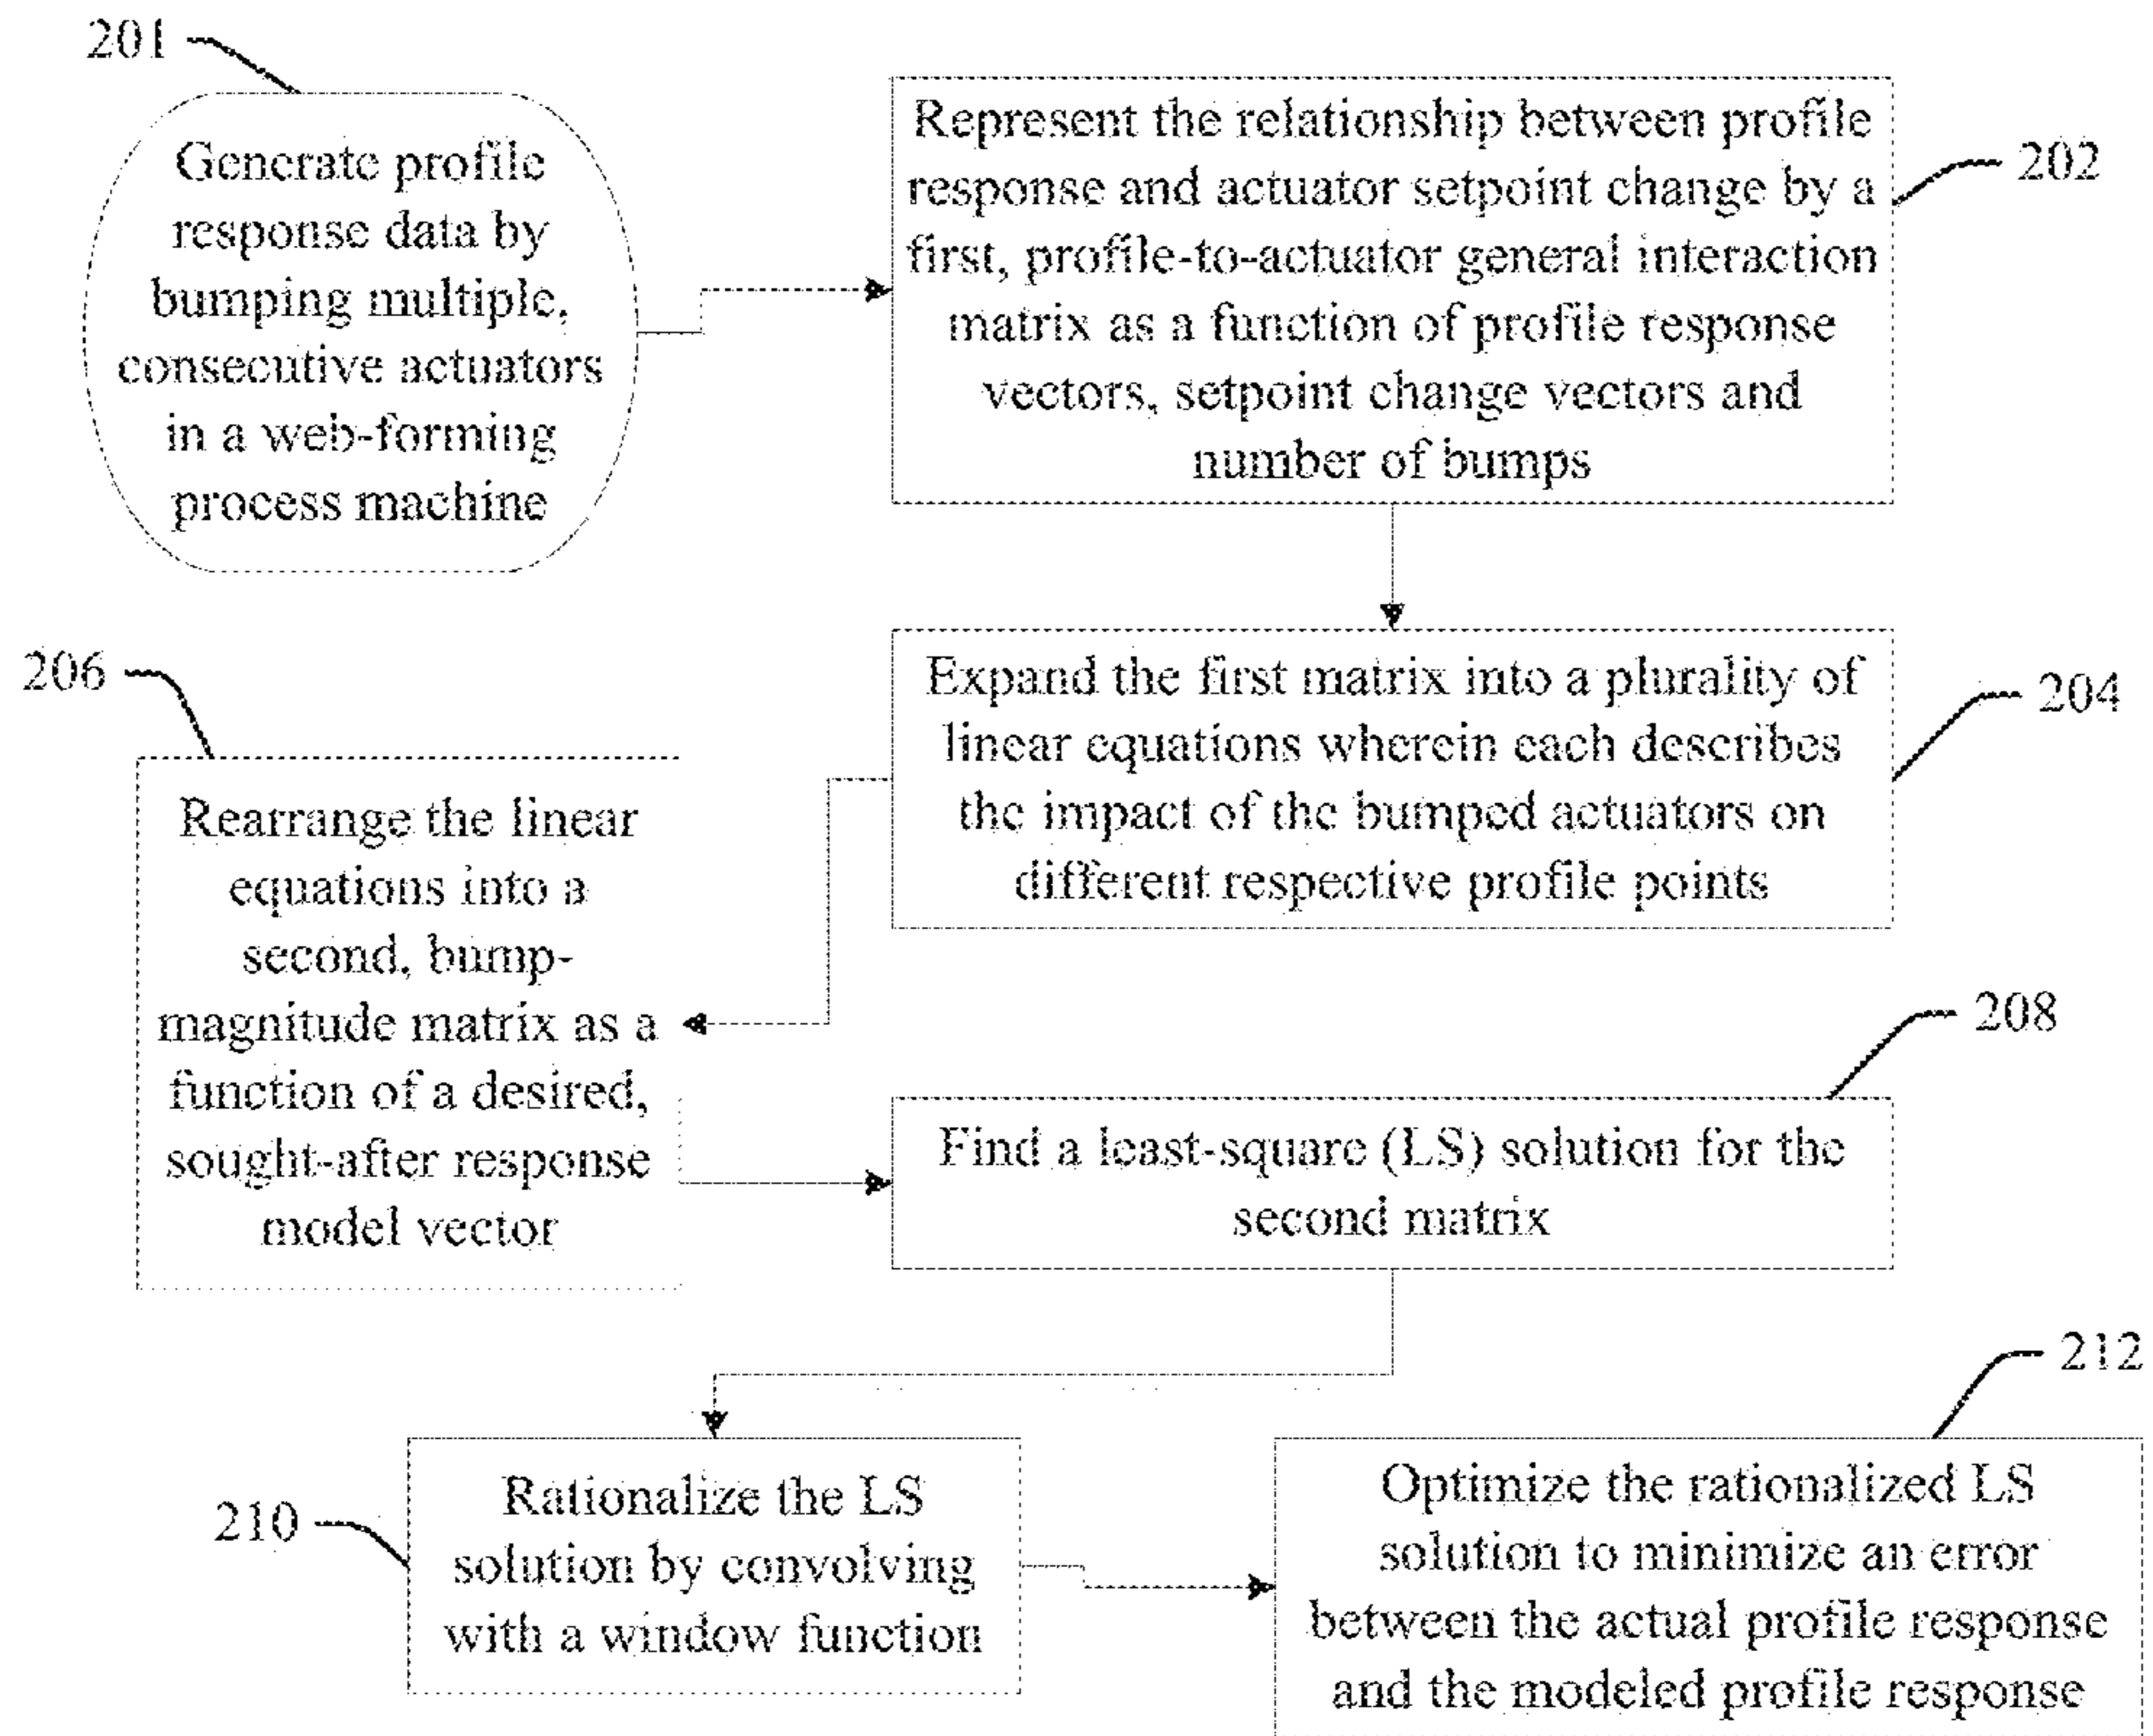 201
Generate profile
response data by
bumping multiple,
consecutive actuators
in a web-forming
process machine
Represent the relationship between profile
response and actuator setpoint change by a
first, profile-to-actuator general interaction
matrix as a function of profile response
vectors, setpoint change vectors and
number of bumps
202
Expand the first matrix into a plurality of
linear equations wherein each describes
the impact of the bumped actuators on
different respective profile points
204
206
Rearrange the linear
equations into a
second, bump-
magnitude matrix as a
function of a desired,
sought-after response
model vector
208
Find a least-square (LS) solution for the
second matrix
210
Rationalize the LS
solution by convolving
with a window function
212
Optimize the rationalized LS
solution to minimize an error
between the actual profile response
and the modeled profile response